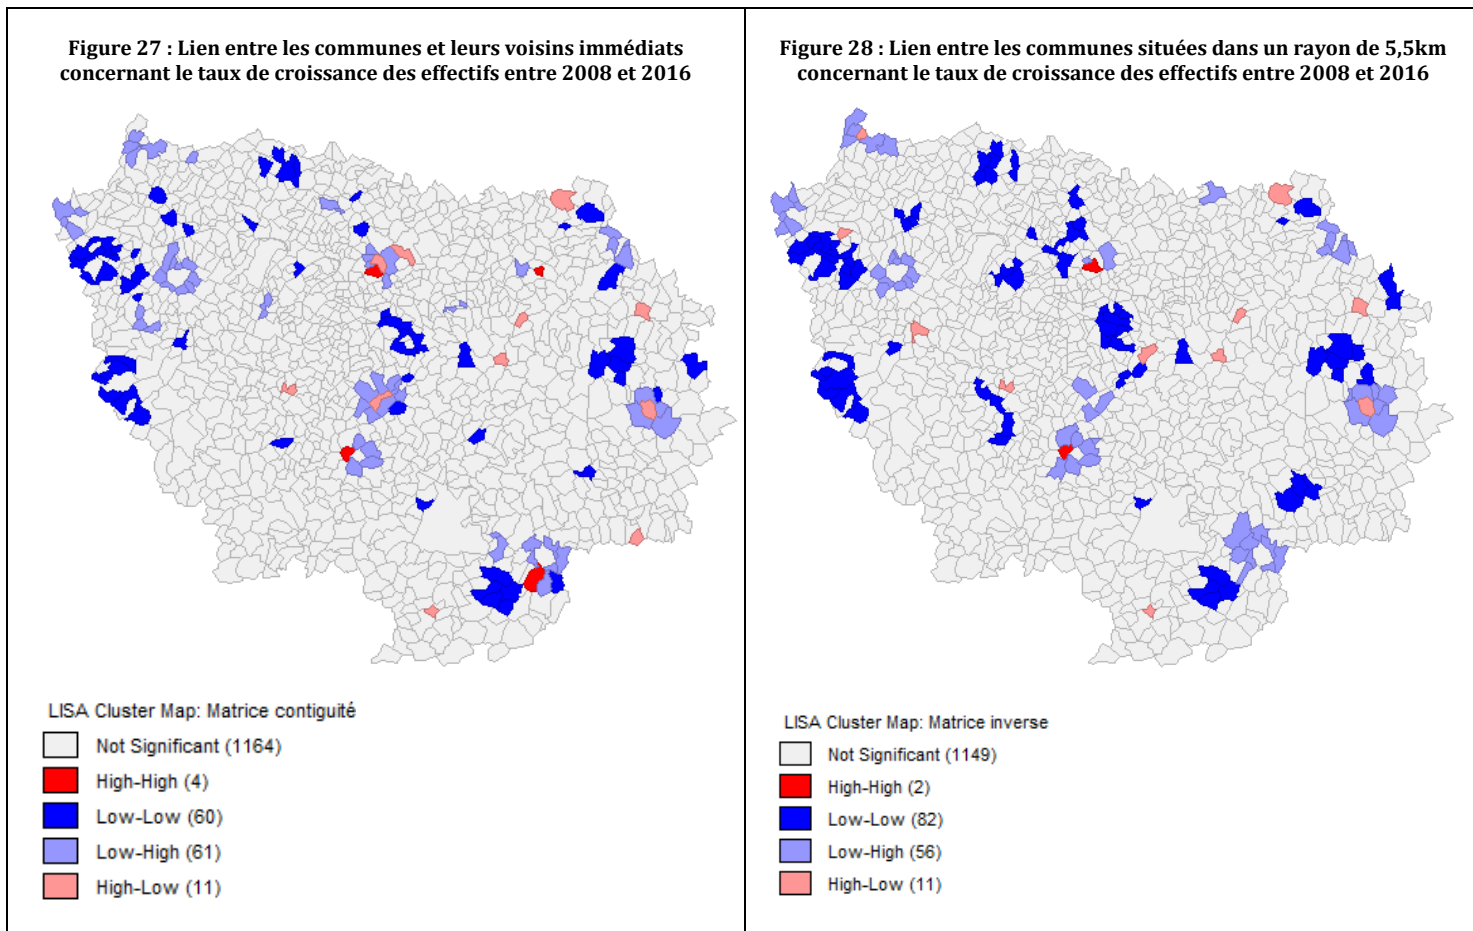 Figure 27 : Lien entre les communes et leurs voisins immédiats
concernant le taux de croissance des effectifs entre 2008 et 2016
LISA Cluster Map: Matrice contiguité
Not Significant (1164)
High-High (4)
Low-Low (60)
Low-High (61)
High-Low (11)
Figure 28 : Lien entre les communes situées dans un rayon de 5,5km
concernant le taux de croissance des effectifs entre 2008 et 2016
LISA Cluster Map: Matrice inverse
Not Significant (1149)
High-High (2)
Low-Low (82)
Low-High (56)
High-Low (11)